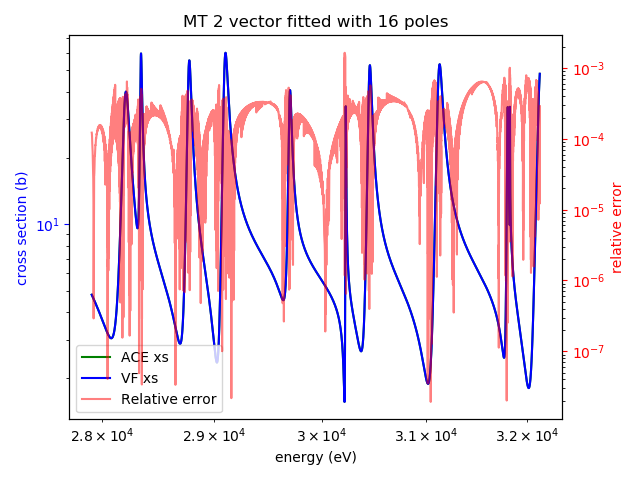 MT 2 vector fitted with 16 poles
cross section (b)
10¹
ACE xs
VF xs
Relative error
2.8 × 10⁴ 2.9 × 10⁴ 3 × 10⁴ 3.1 × 10⁴ 3.2 × 10⁴
energy (eV)
10⁻³
10⁻⁴
10⁻⁵
10⁻⁶
10⁻⁷
relative error